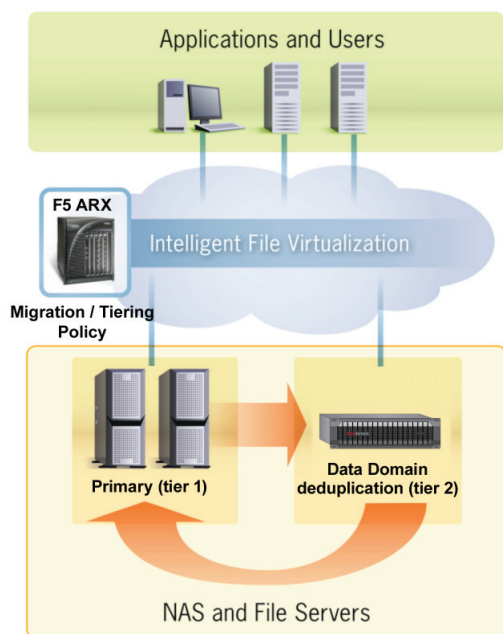 Applications and Users
F5 ARX
Intelligent File Virtualization
Migration / Tiering
Policy
Primary (tier 1)
Data Domain
deduplication (tier 2)
NAS and File Servers